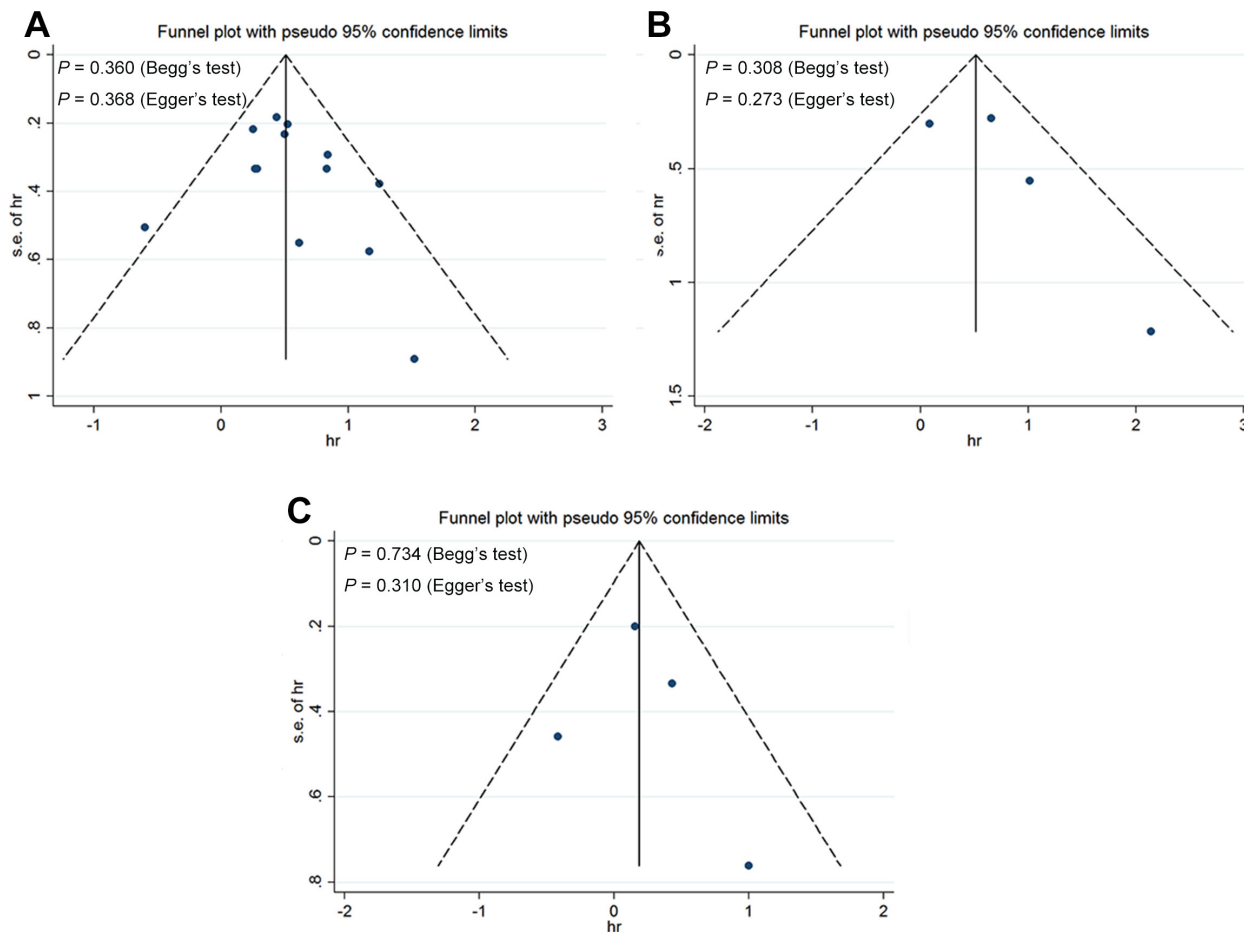 A
Funnel plot with pseudo 95% confidence limits
P = 0.360 (Begg's test)
P = 0.368 (Egger's test)
0
.2
.4
.6
.8
1
s.e. of hr
-1
0
1
2
3
hr
B
Funnel plot with pseudo 95% confidence limits
P = 0.308 (Begg's test)
P = 0.273 (Egger's test)
0
.5
1
1.5
s.e. of hr
-2
-1
0
1
2
3
hr
C
Funnel plot with pseudo 95% confidence limits
P = 0.734 (Begg's test)
P = 0.310 (Egger's test)
0
.2
.4
.6
.8
s.e. of hr
-2
-1
0
1
2
hr